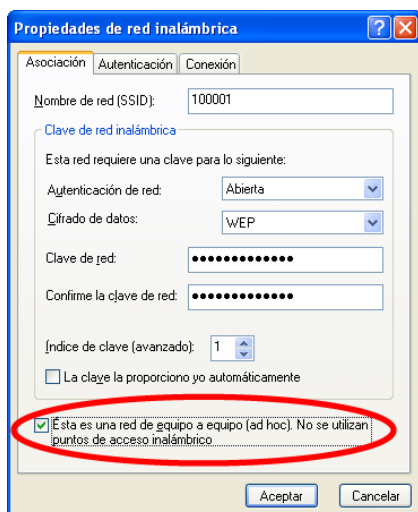 Propiedades de red inalámbrica
Asociación Autenticación Conexión
Nombre de red (SSID): 100001
Clave de red inalámbrica
Esta red requiere una clave para lo siguiente:
Autenticación de red: Abierta
Cifrado de datos: WEP
Clave de red: •••••••••••••
Confirme la clave de red: •••••••••••••
Índice de clave (avanzado): 1
La clave la proporciono yo automáticamente
Ésta es una red de equipo a equipo (ad hoc). No se utilizan
puntos de acceso inalámbrico
Aceptar Cancelar